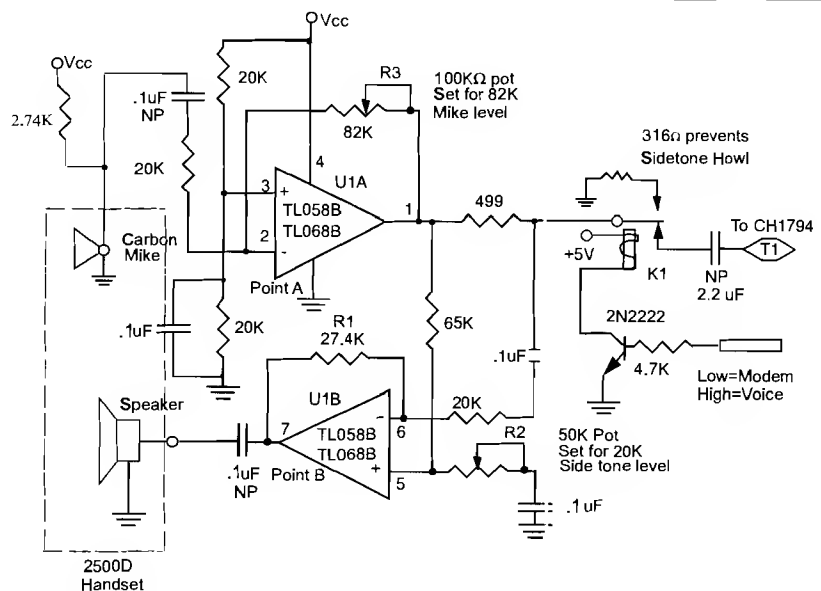 Vcc
Vcc
20K
2.74K
.1uF
NP
20K
R3
82K
100KΩ pot
Set for 82K
Mike level
316Ω prevents
Sidetone Howl
4
3
+
U1A
TL058B
TL068B
2
-
1
499
Point A
Carbon
Mike
+5V
K1
To CH1794
T1
NP
2.2 uF
.1uF
20K
65K
2N2222
4.7K
Low=Modem
High=Voice
R1
27.4K
.1uF
20K
Speaker
7
U1B
TL058B
TL068B
-
6
+
5
Point B
.1uF
NP
R2
50K Pot
Set for 20K
Side tone level
.1uF
2500D
Handset